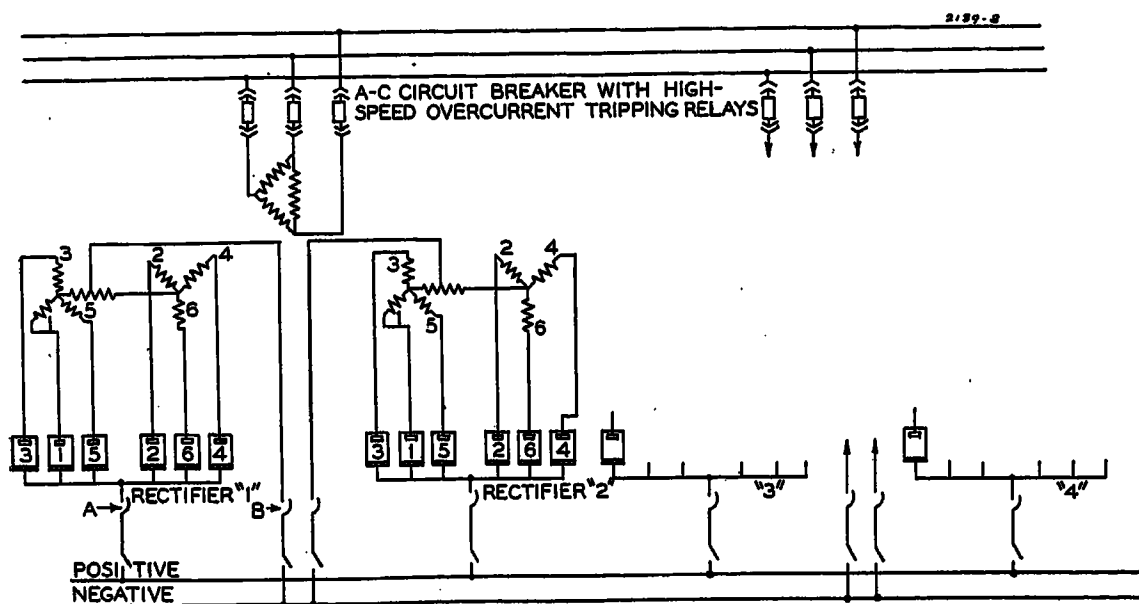 2139-8
A-C CIRCUIT BREAKER WITH HIGH-
SPEED OVERCURRENT TRIPPING RELAYS
3 2 4
5 6
3 2 4
5 6
3 1 5 2 6 4
3 1 5 2 6 4
RECTIFIER "1"
RECTIFIER "2"
"3"
"4"
A
B
POSITIVE
NEGATIVE